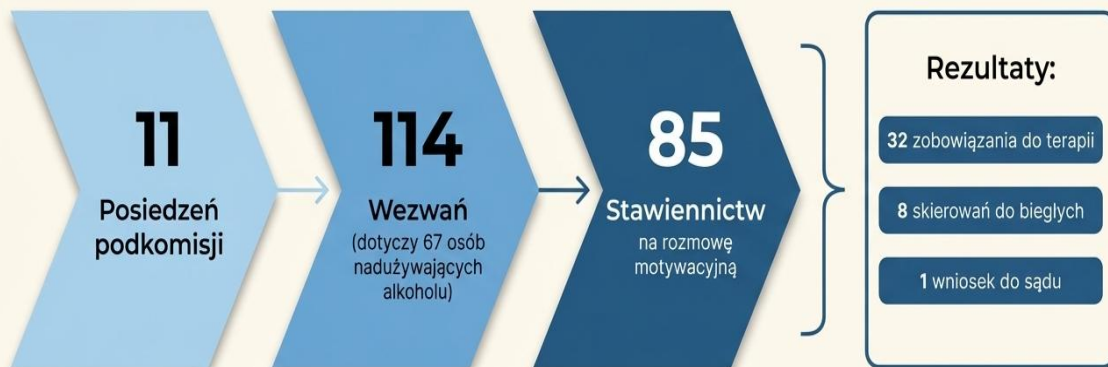 11
Posiedzeń
podkomisji
114
Wezwań
(dotyczy 67 osób
nadużywających
alkoholu)
85
Stawiennictw
na rozmowę
motywacyjną
Rezultaty:
32 zobowiązania do terapii
8 skierowań do biegłych
1 wniosek do sądu